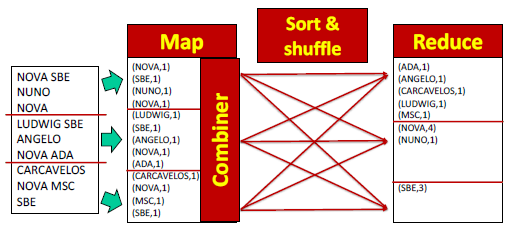 Map
Sort &
shuffle
Reduce
NOVA SBE
NUNO
NOVA
LUDWIG SBE
ANGELO
NOVA ADA
CARCAVELOS
NOVA MSC
SBE
(NOVA,1)
(SBE,1)
(NUNO,1)
(NOVA,1)
(LUDWIG,1)
(SBE,1)
(ANGELO,1)
(NOVA,1)
(ADA,1)
(CARCAVELOS,1)
(NOVA,1)
(MSC,1)
(SBE,1)
Combiner
(ADA,1)
(ANGELO,1)
(CARCAVELOS,1)
(LUDWIG,1)
(MSC,1)
(NOVA,4)
(NUNO,1)
(SBE,3)